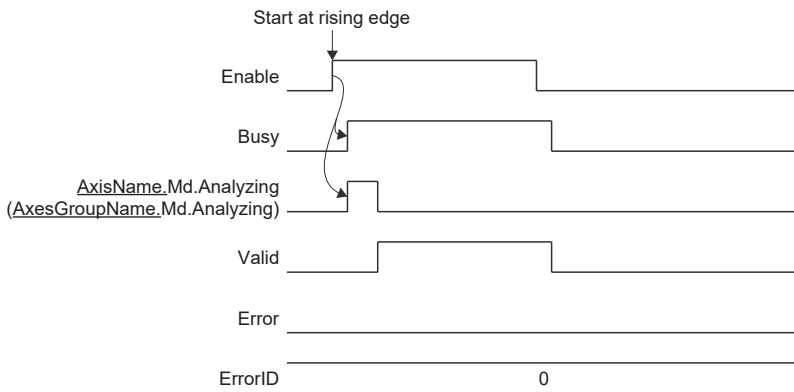 Start at rising edge
Enable
Busy
AxisName.Md.Analyzing
(AxesGroupName.Md.Analyzing)
Valid
Error
ErrorID 0